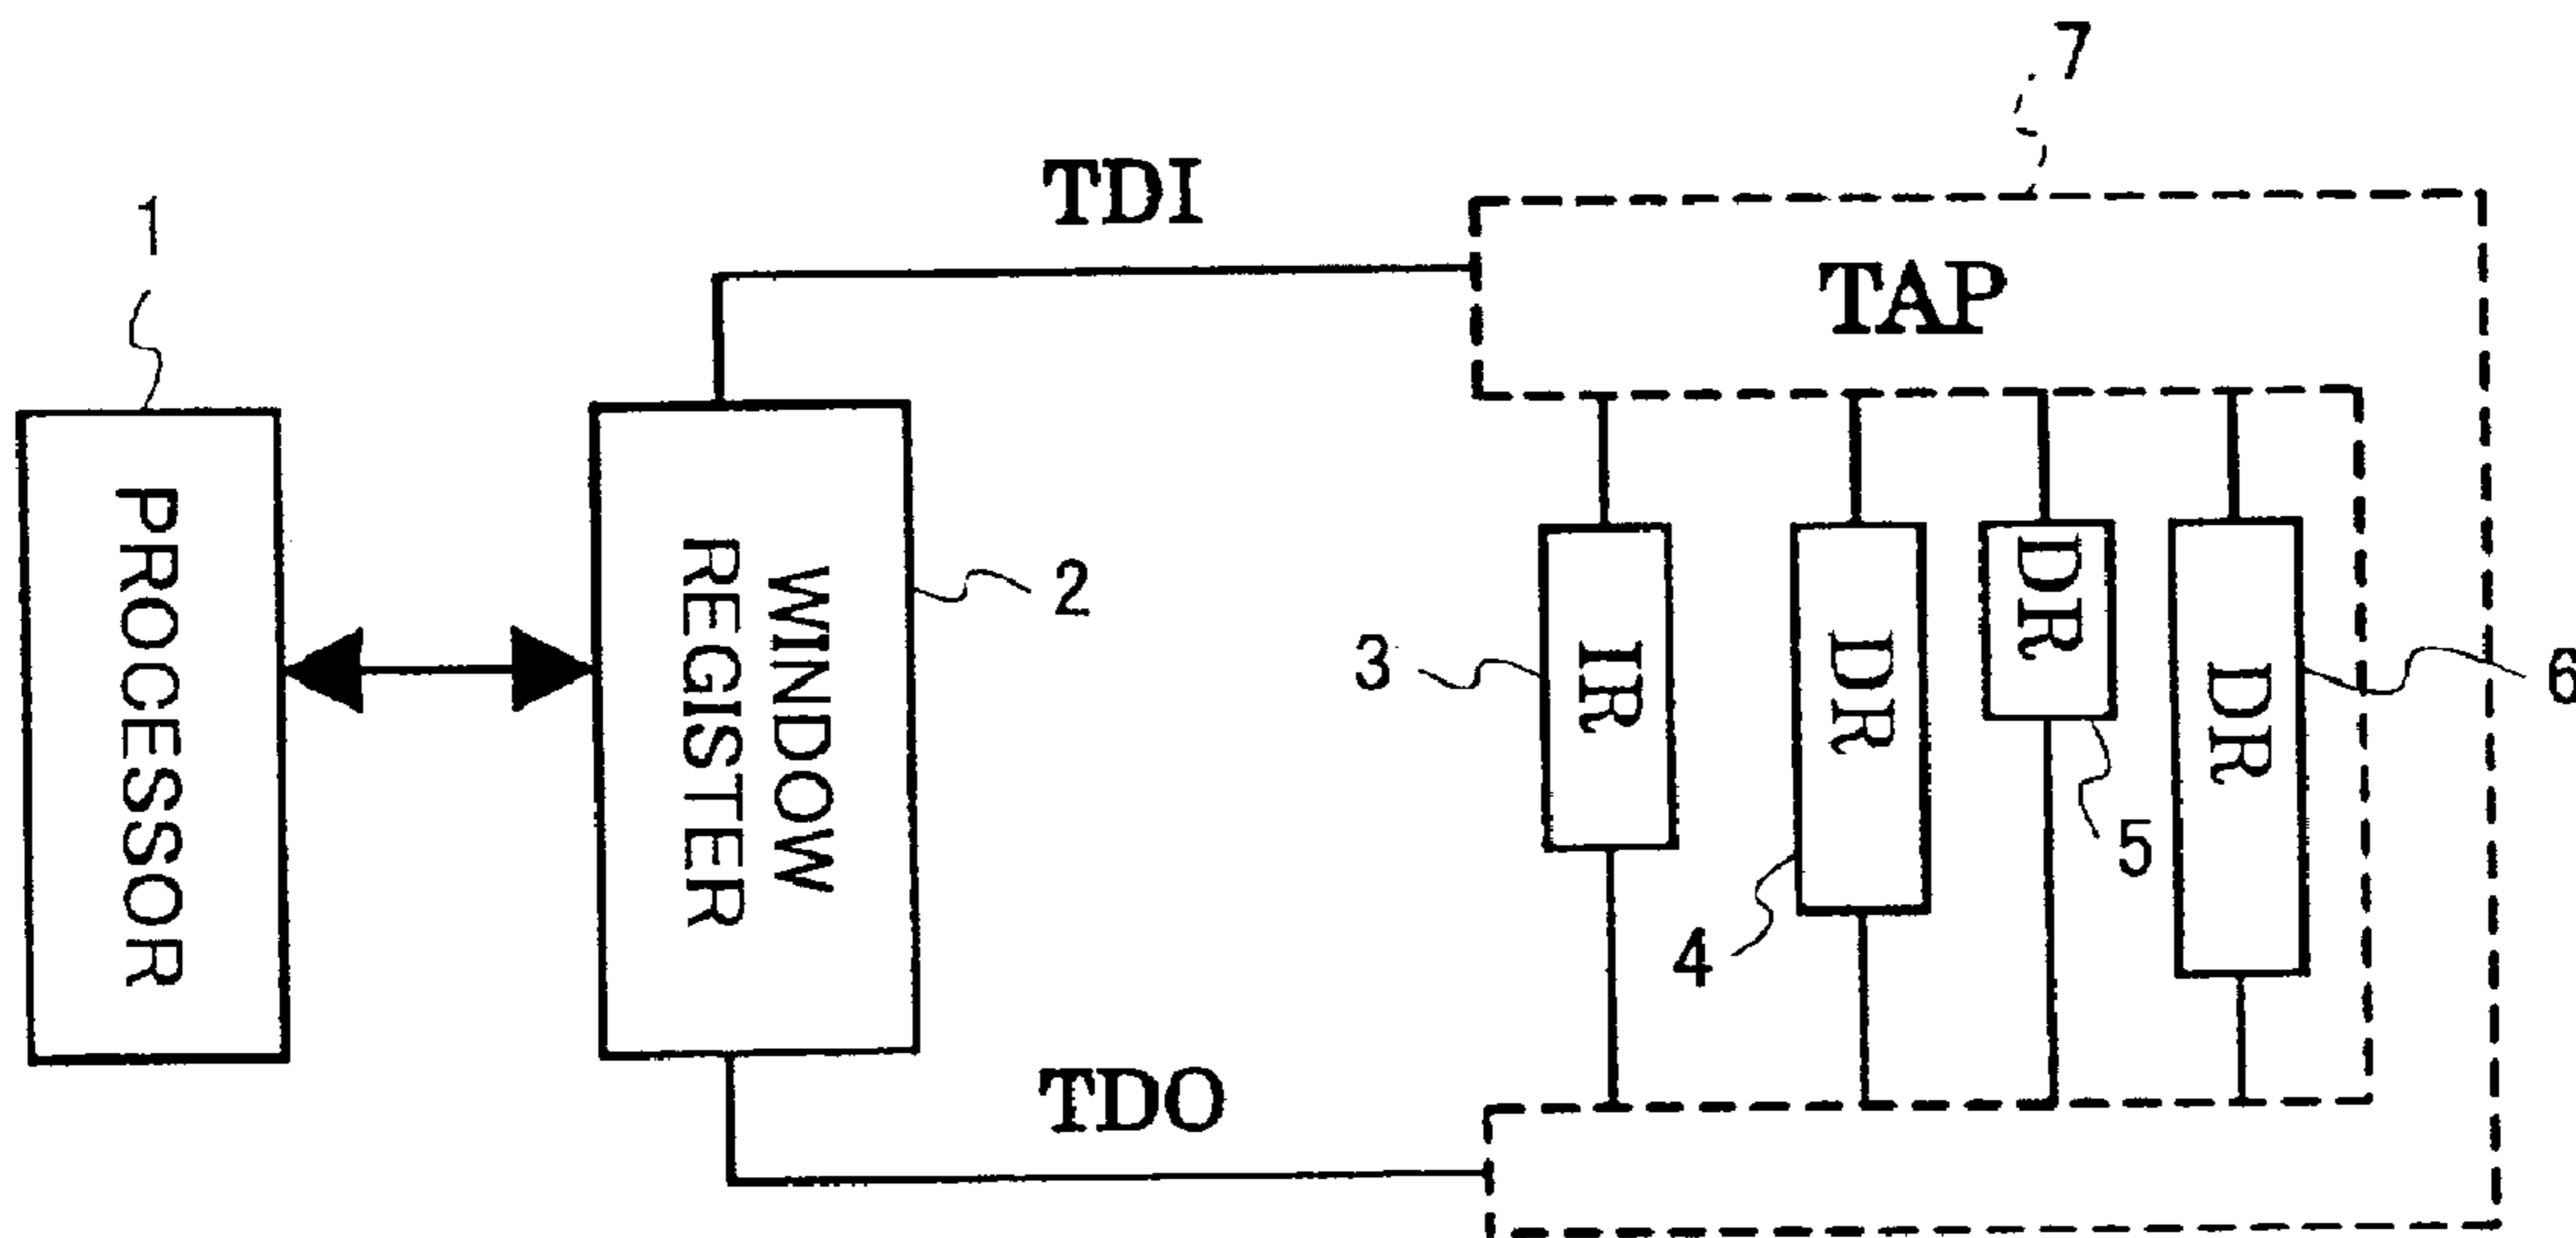 7
TDI
1
TAP
PROCESSOR
WINDOW
REGISTER
2
3
IR
DR
DR
DR
6
5
4
TDO